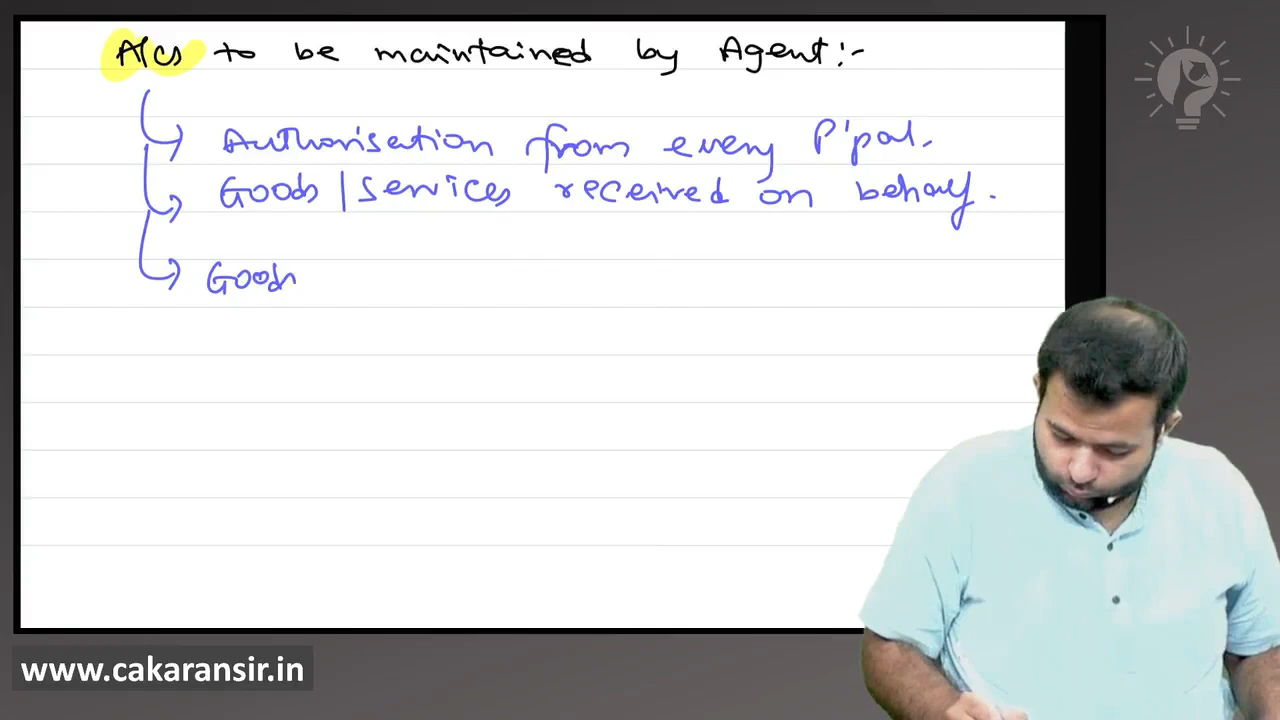 A/cs to be maintained by Agent:-
Authorisation from every P'pal.
Goods | Services received on behalf.
Goods
www.cakaransir.in